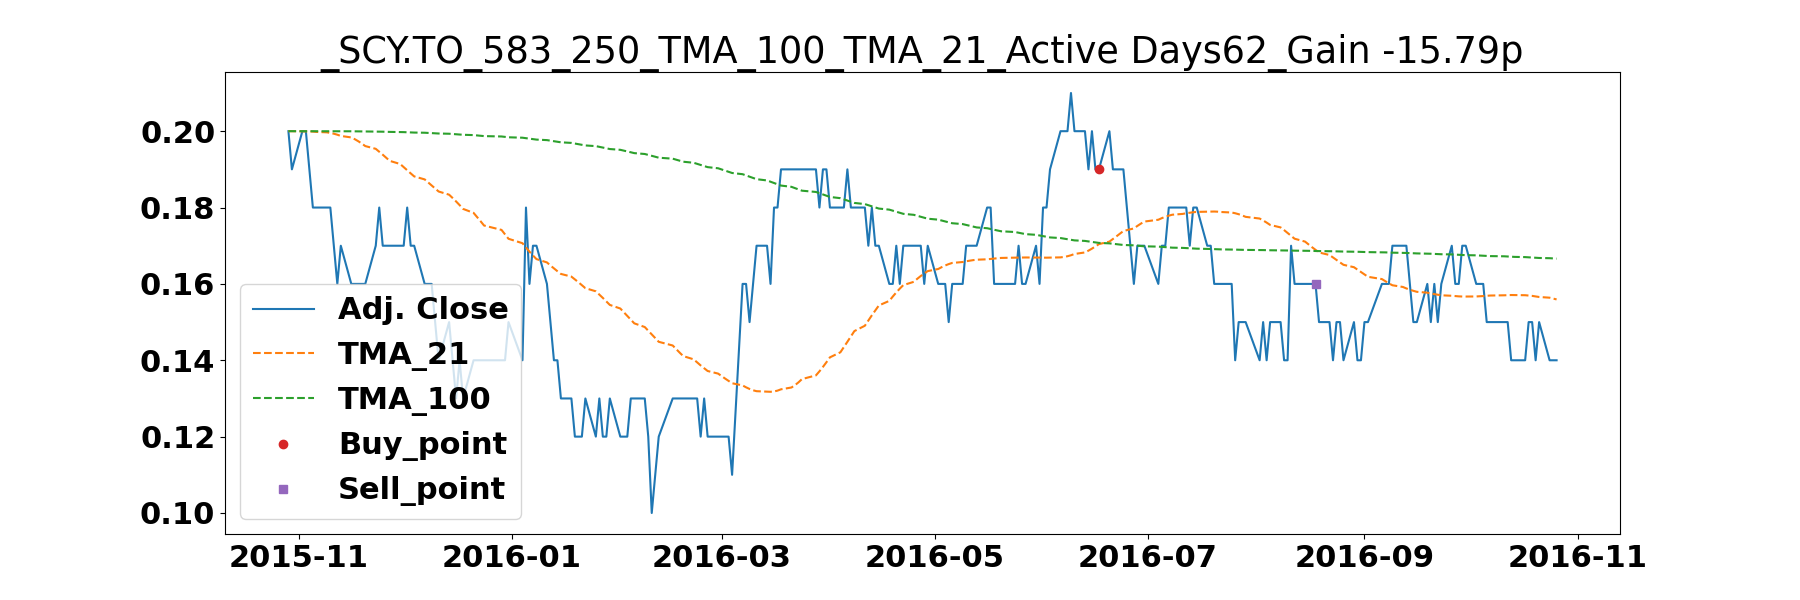 _SCY.TO_583_250_TMA_100_TMA_21_Active Days62_Gain -15.79p
0.20
0.18
0.16
0.14
0.12
0.10
Adj. Close
TMA_21
TMA_100
Buy_point
Sell_point
2015-11 2016-01 2016-03 2016-05 2016-07 2016-09 2016-11